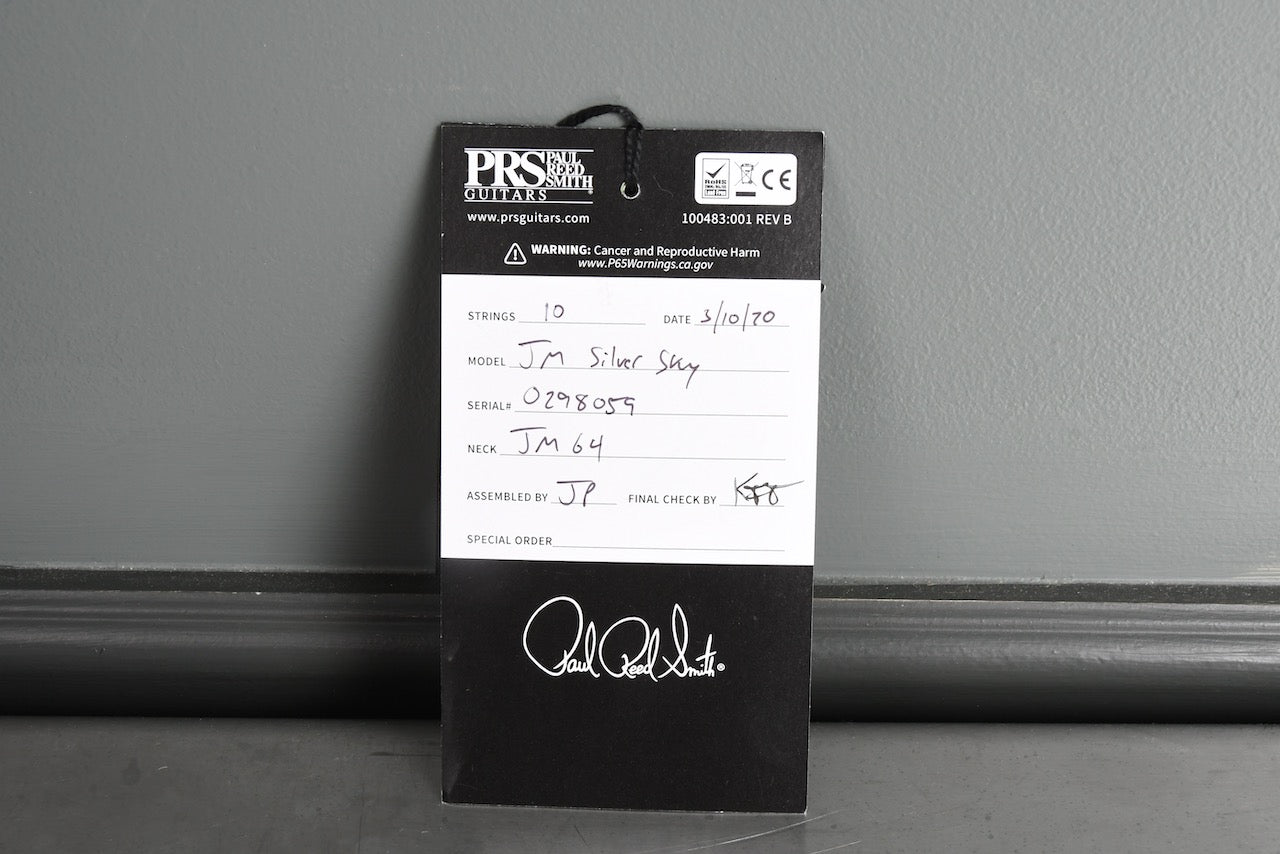 PRS PAUL REED SMITH
GUITARS
www.prsguitars.com
RoHS
CE
100483:001 REV B
WARNING: Cancer and Reproductive Harm
www.P65Warnings.ca.gov
STRINGS 10 DATE 3/10/20
MODEL JM Silver Sky
SERIAL# 0298059
NECK JM 64
ASSEMBLED BY JP FINAL CHECK BY
SPECIAL ORDER
Paul Reed Smith®